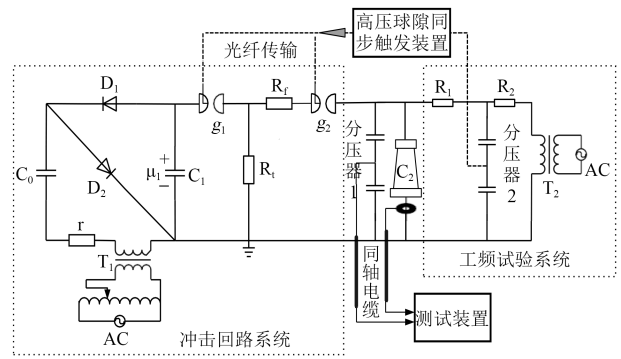 高压球隙同
步触发装置
光纤传输
D₁
g₁
R_f
g₂
R₁
R₂
C₀
D₂
+
μ₁
−
C₁
R_t
分压器1
C₂
分压器2
T₂
AC
r
T₁
同轴电缆
工频试验系统
AC
冲击回路系统
测试装置